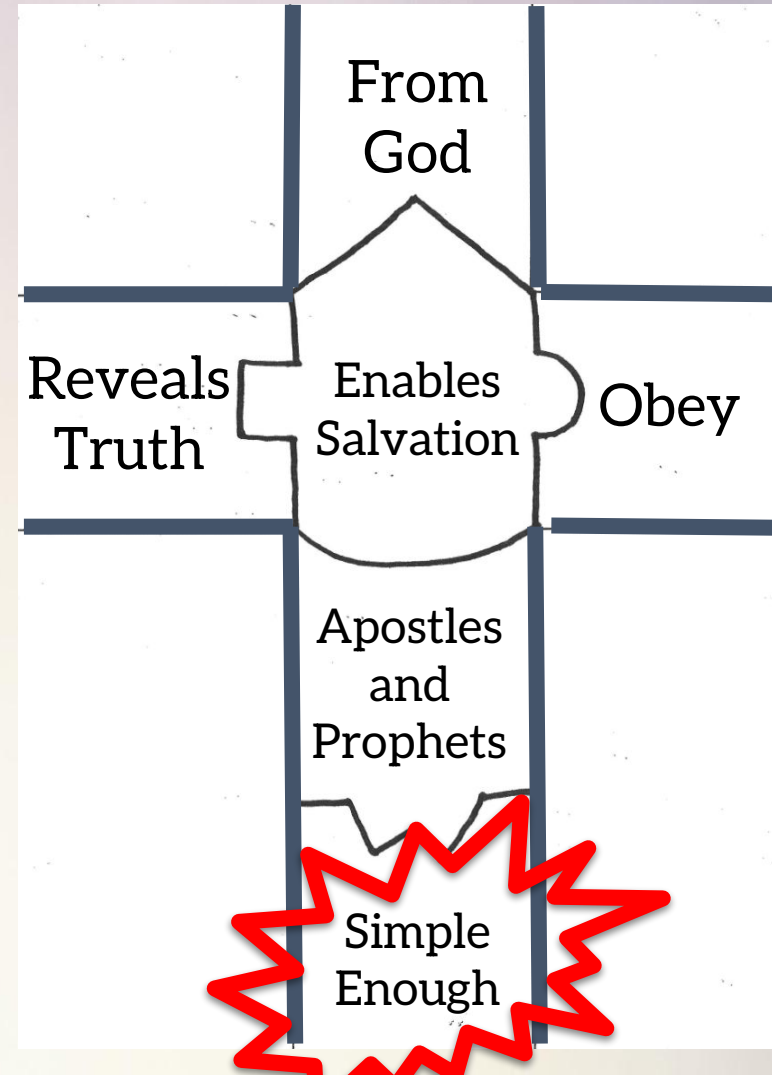 From
God
Reveals
Truth
Enables
Salvation
Obey
Apostles
and
Prophets
Simple
Enough